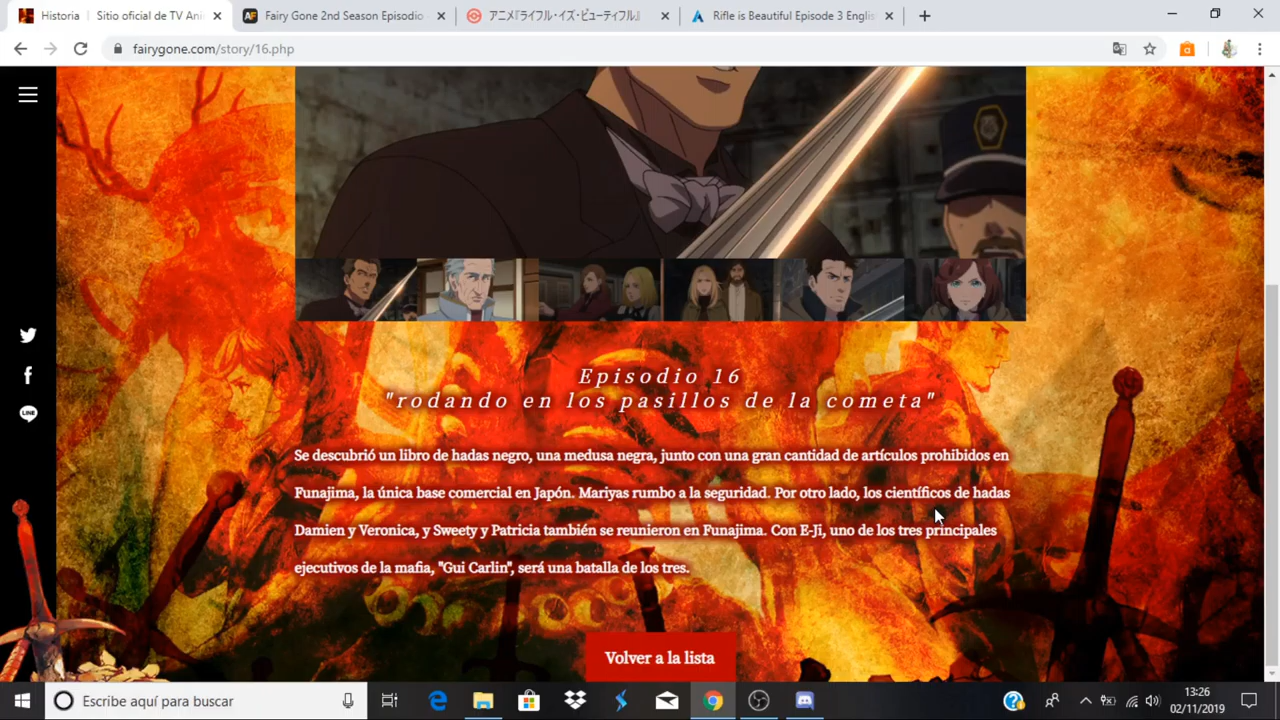 Historia | Sitio oficial de TV Ani
Fairy Gone 2nd Season Episodio
アニメ『ライフル・イズ・ビューティフル』
Rifle is Beautiful Episode 3 Englis
fairygone.com/story/16.php
LINE
Episodio 16
"rodando en los pasillos de la cometa"
Se descubrió un libro de hadas negro, una medusa negra, junto con una gran cantidad de artículos prohibidos en
Funajima, la única base comercial en Japón. Mariyas rumbo a la seguridad. Por otro lado, los científicos de hadas
Damien y Veronica, y Sweety y Patricia también se reunieron en Funajima. Con E-Ji, uno de los tres principales
ejecutivos de la mafia, "Gui Carlin", será una batalla de los tres.
Volver a la lista
Escribe aquí para buscar
13:26
02/11/2019